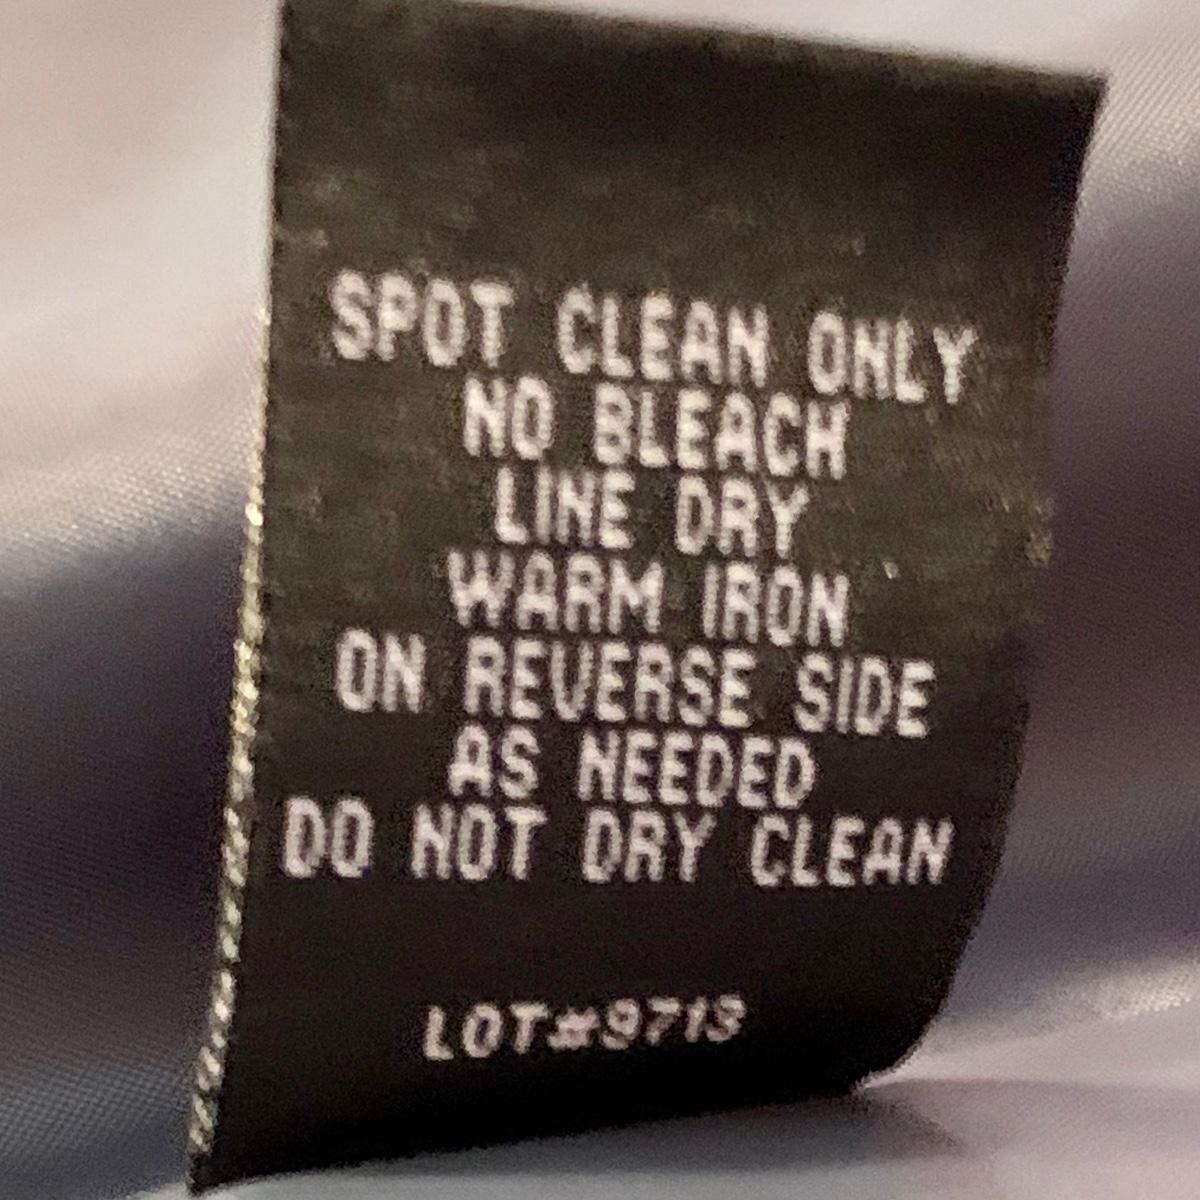 SPOT CLEAN ONLY
NO BLEACH
LINE DRY
WARM IRON
ON REVERSE SIDE
AS NEEDED
DO NOT DRY CLEAN
LOT#9713